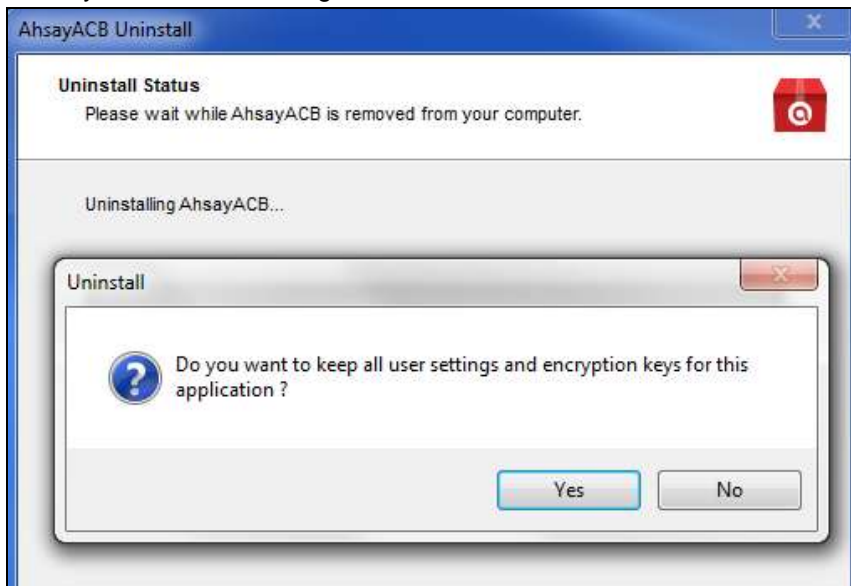 AhsayACB Uninstall
Uninstall Status
Please wait while AhsayACB is removed from your computer.
Uninstalling AhsayACB...
Uninstall
Do you want to keep all user settings and encryption keys for this
application ?
Yes
No